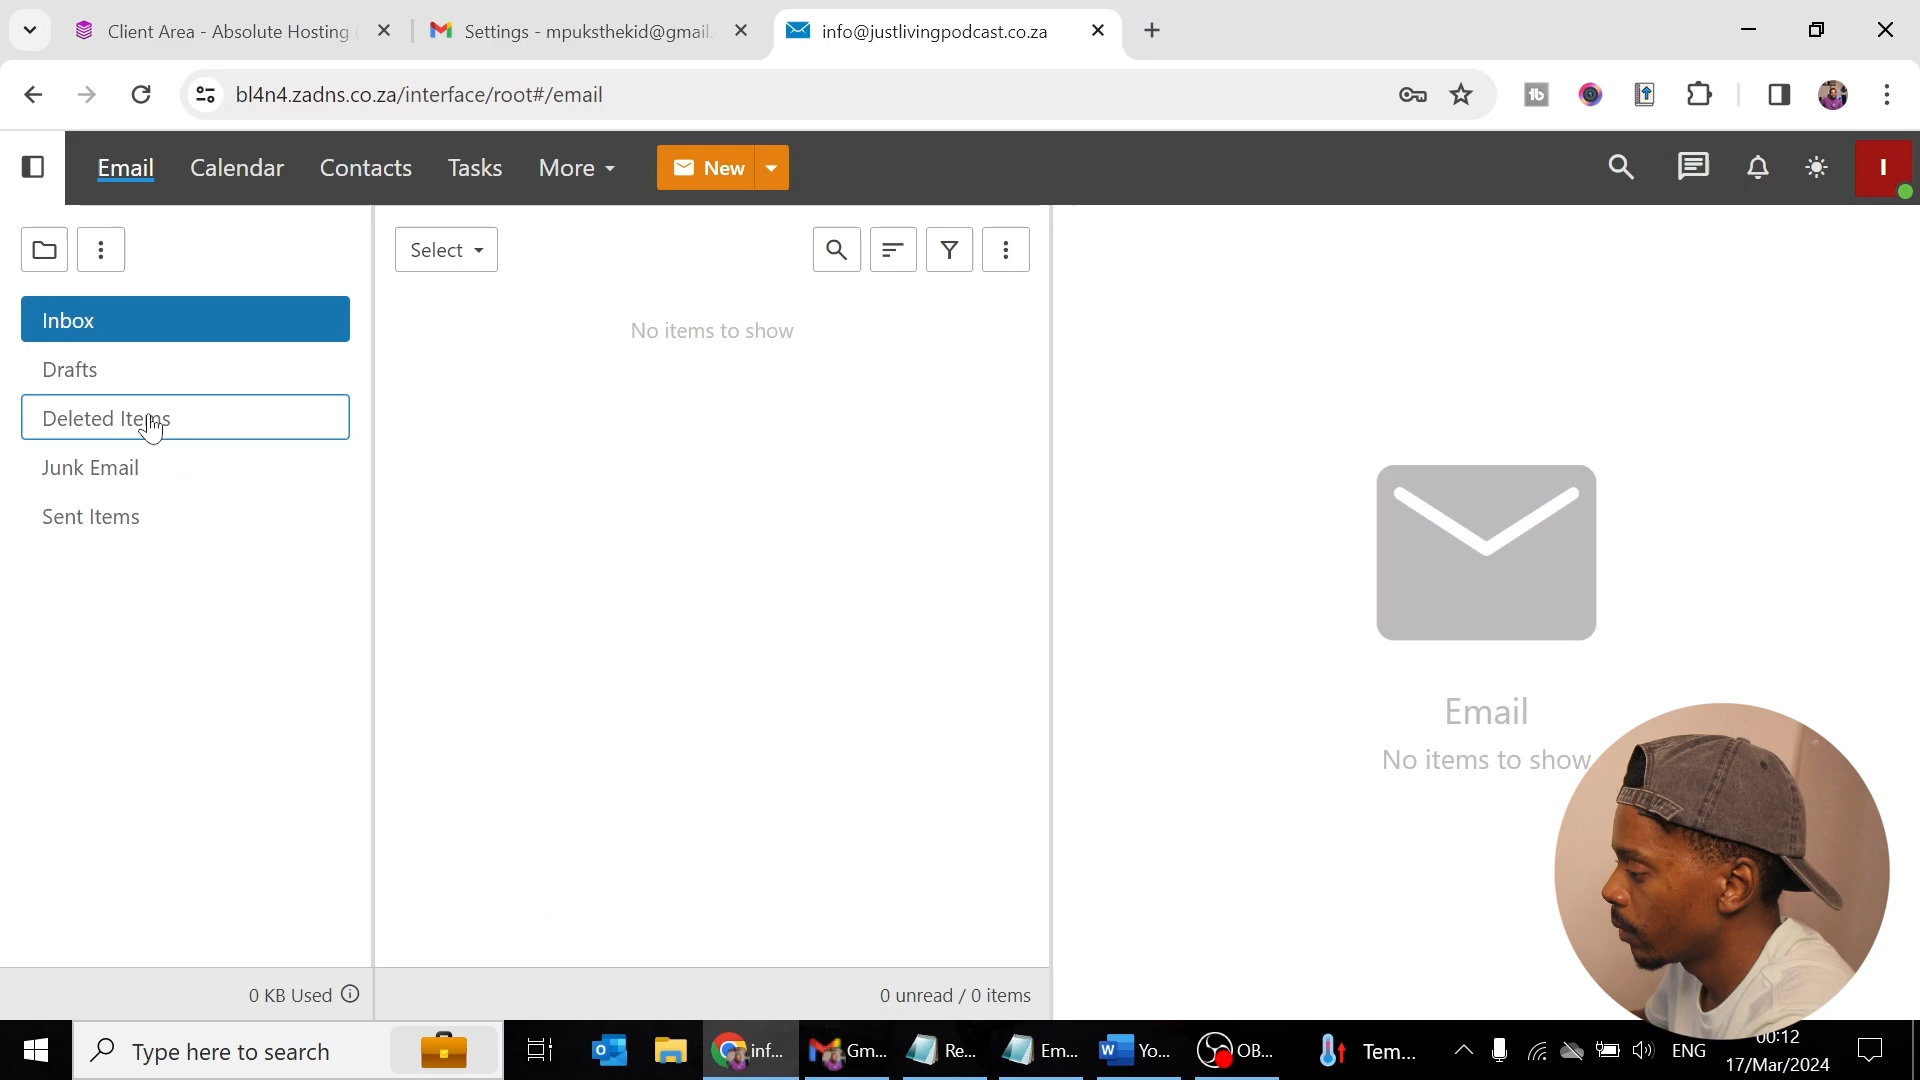 Client Area - Absolute Hosting
Settings - mpuksthekid@gmail.
info@justlivingpodcast.co.za
bl4n4.zadns.co.za/interface/root#/email
tb
Email
Calendar
Contacts
Tasks
More
New
I
Select
Inbox
No items to show
Drafts
Deleted Items
Junk Email
Sent Items
Email
No items to show
0 KB Used
0 unread / 0 items
Type here to search
inf...
Gm...
Re...
Em...
Yo...
OB...
Tem...
ENG
00:12
17/Mar/2024